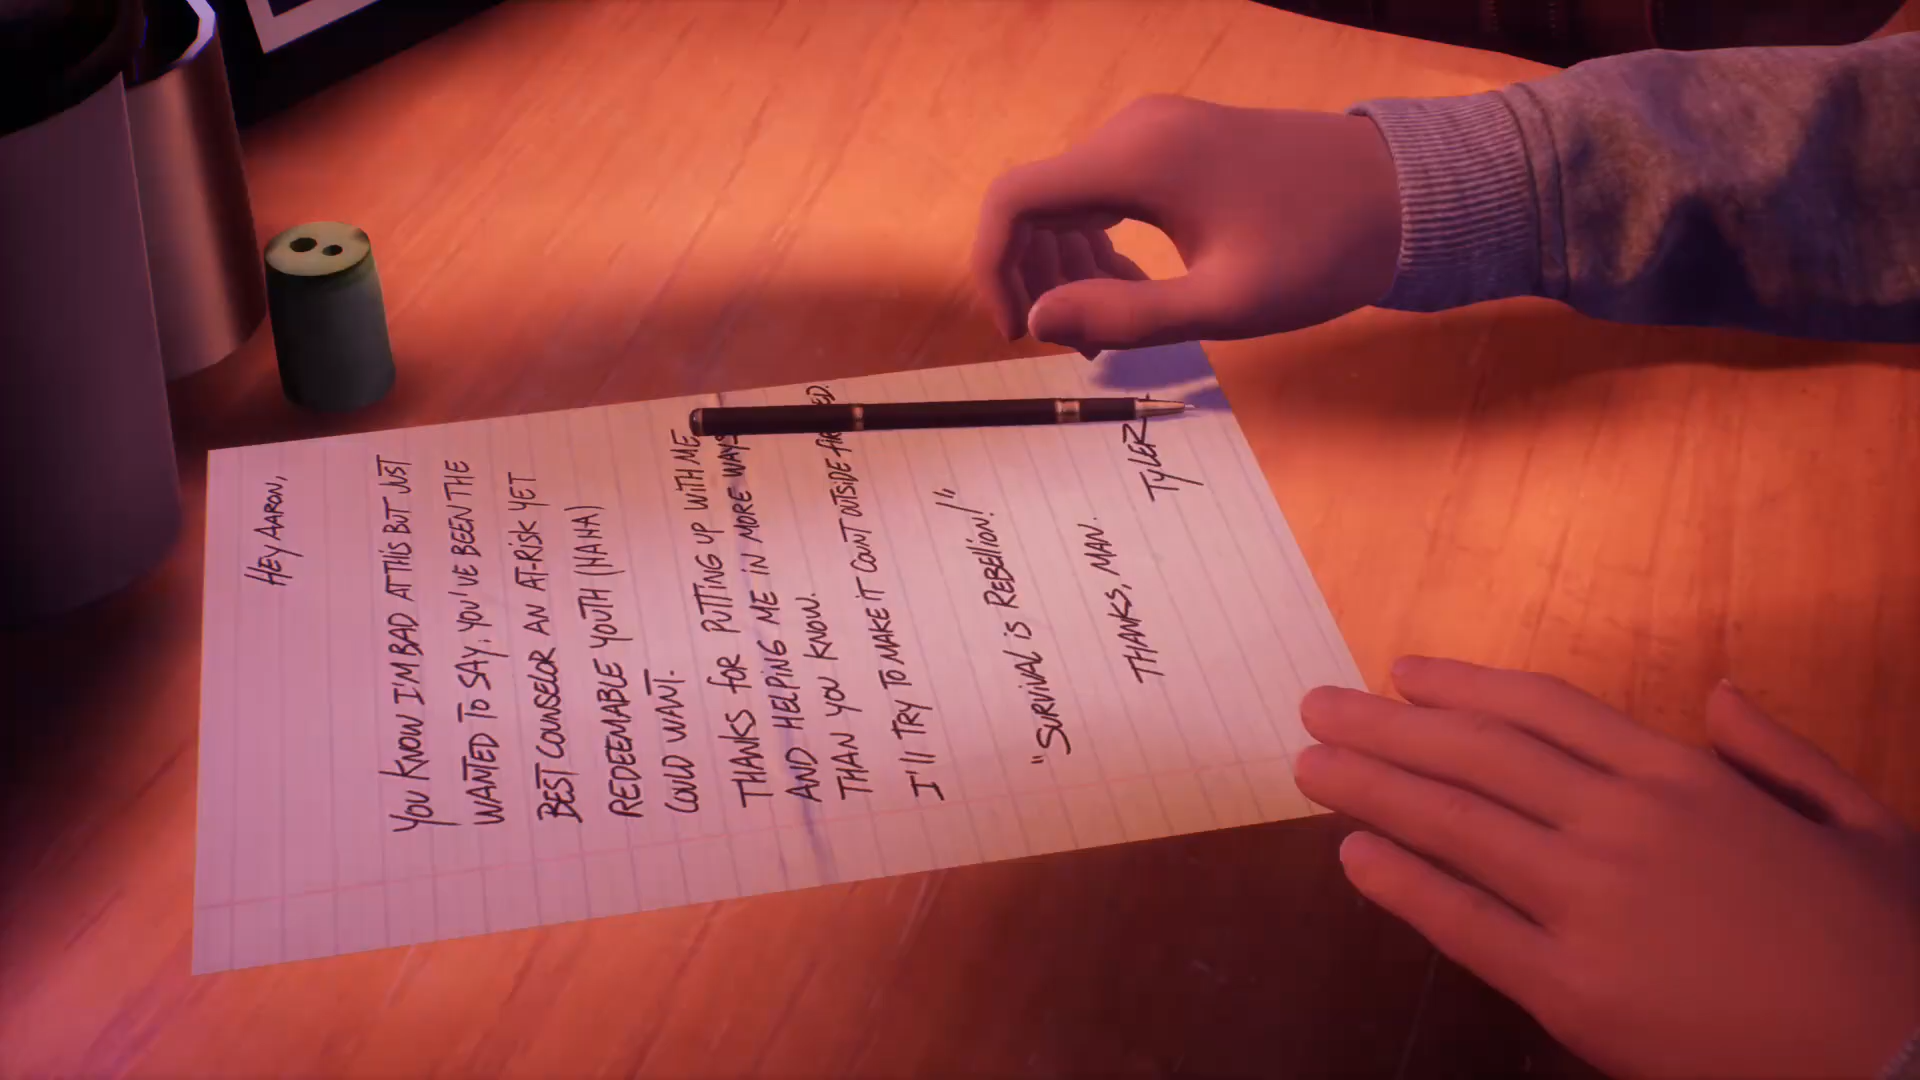 HEY AARON,
YOU KNOW I'M BAD AT THIS BUT JUST
WANTED TO SAY: YOU'VE BEEN THE
BEST COUNSELOR AN AT-RISK YET
REDEEMABLE YOUTH (HAHA)
COULD WANT.
THANKS FOR PUTTING UP WITH ME
AND HELPING ME IN MORE WAYS
THAN YOU KNOW.
I'll TRY TO MAKE IT COUNT OUTSIDE
"SURVIVAL IS REBELLION!"
THANKS, MAN.
TYLER